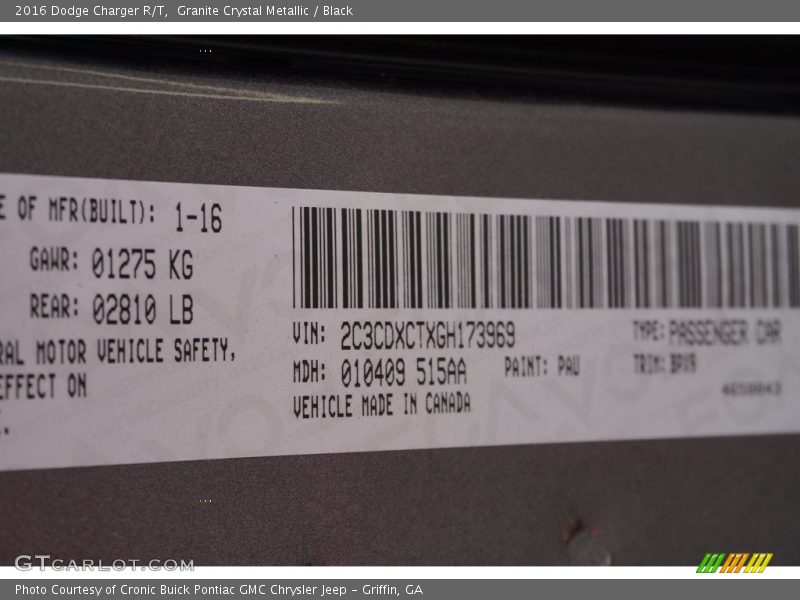 2016 Dodge Charger R/T, Granite Crystal Metallic / Black
E OF MFR(BUILT): 1-16
GAWR: 01275 KG
REAR: 02810 LB
RAL MOTOR VEHICLE SAFETY,
EFFECT ON
VIN: 2C3CDXCTXGH173969
TYPE: PASSENGER CAR
MDH: 010409 515AA
PAINT: PAU
TRIM:
VEHICLE MADE IN CANADA
GTCARLOT.COM
Photo Courtesy of Cronic Buick Pontiac GMC Chrysler Jeep - Griffin, GA